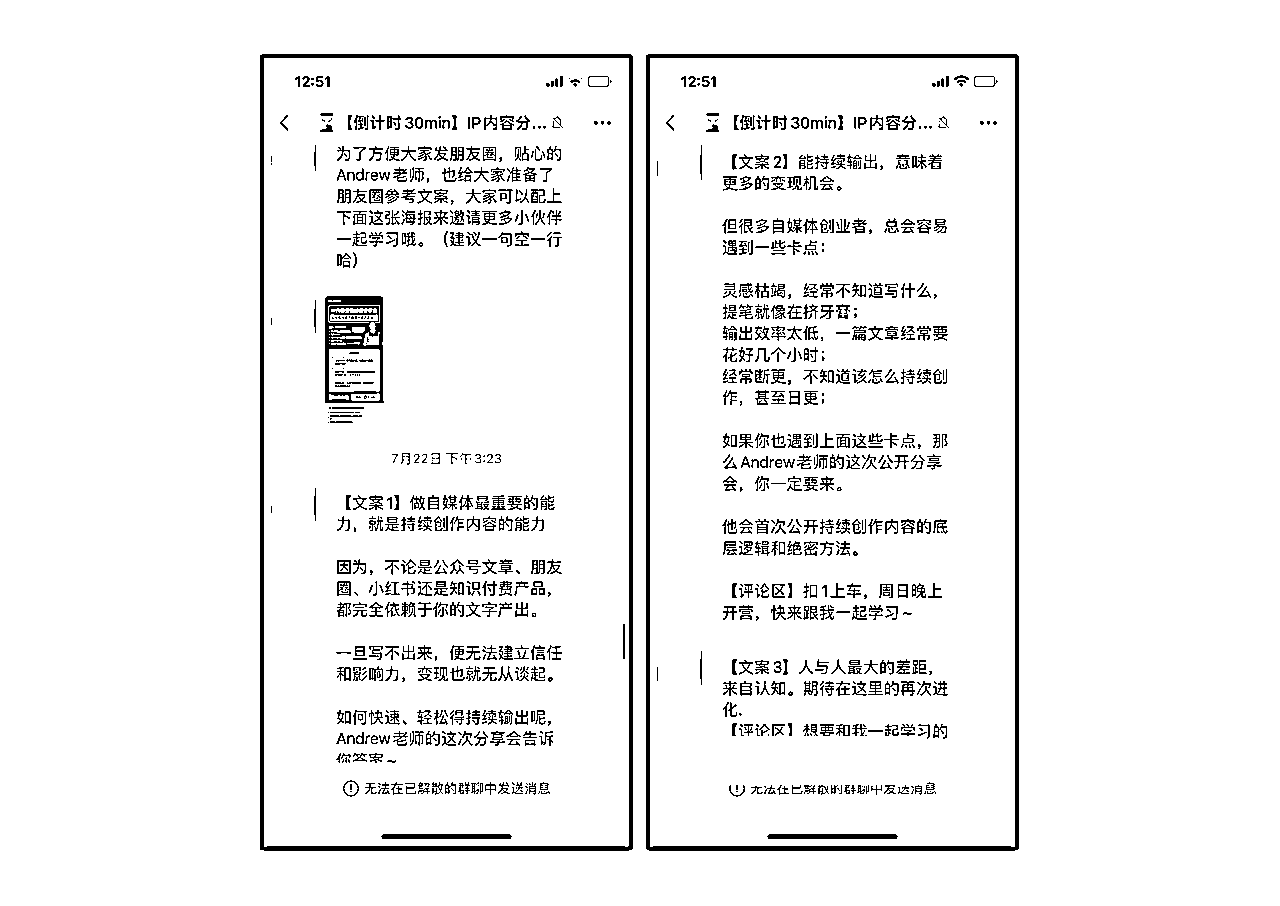 12:51
【倒计时30min】IP内容分...
为了方便大家发朋友圈，贴心的
Andrew老师，也给大家准备了
朋友圈参考文案，大家可以配上
下面这张海报来邀请更多小伙伴
一起学习哦。（建议一句空一行
哈）
7月22日 下午3:23
【文案1】做自媒体最重要的能
力，就是持续创作内容的能力
因为，不论是公众号文章、朋友
圈、小红书还是知识付费产品，
都完全依赖于你的文字产出。
一旦写不出来，便无法建立信任
和影响力，变现也就无从谈起。
如何快速、轻松得持续输出呢，
Andrew老师的这次分享会告诉
你答案~
无法在已解散的群聊中发送消息
12:51
【倒计时30min】IP内容分...
【文案2】能持续输出，意味着
更多的变现机会。
但很多自媒体创业者，总会容易
遇到一些卡点：
灵感枯竭，经常不知道写什么，
提笔就像在挤牙膏；
输出效率太低，一篇文章经常要
花好几个小时；
经常断更，不知道该怎么持续创
作，甚至日更；
如果你也遇到上面这些卡点，那
么Andrew老师的这次公开分享
会，你一定要来。
他会首次公开持续创作内容的底
层逻辑和绝密方法。
【评论区】扣1上车，周日晚上
开营，快来跟我一起学习~
【文案3】人与人最大的差距，
来自认知。期待在这里的再次进
化.
【评论区】想要和我一起学习的
无法在已解散的群聊中发送消息